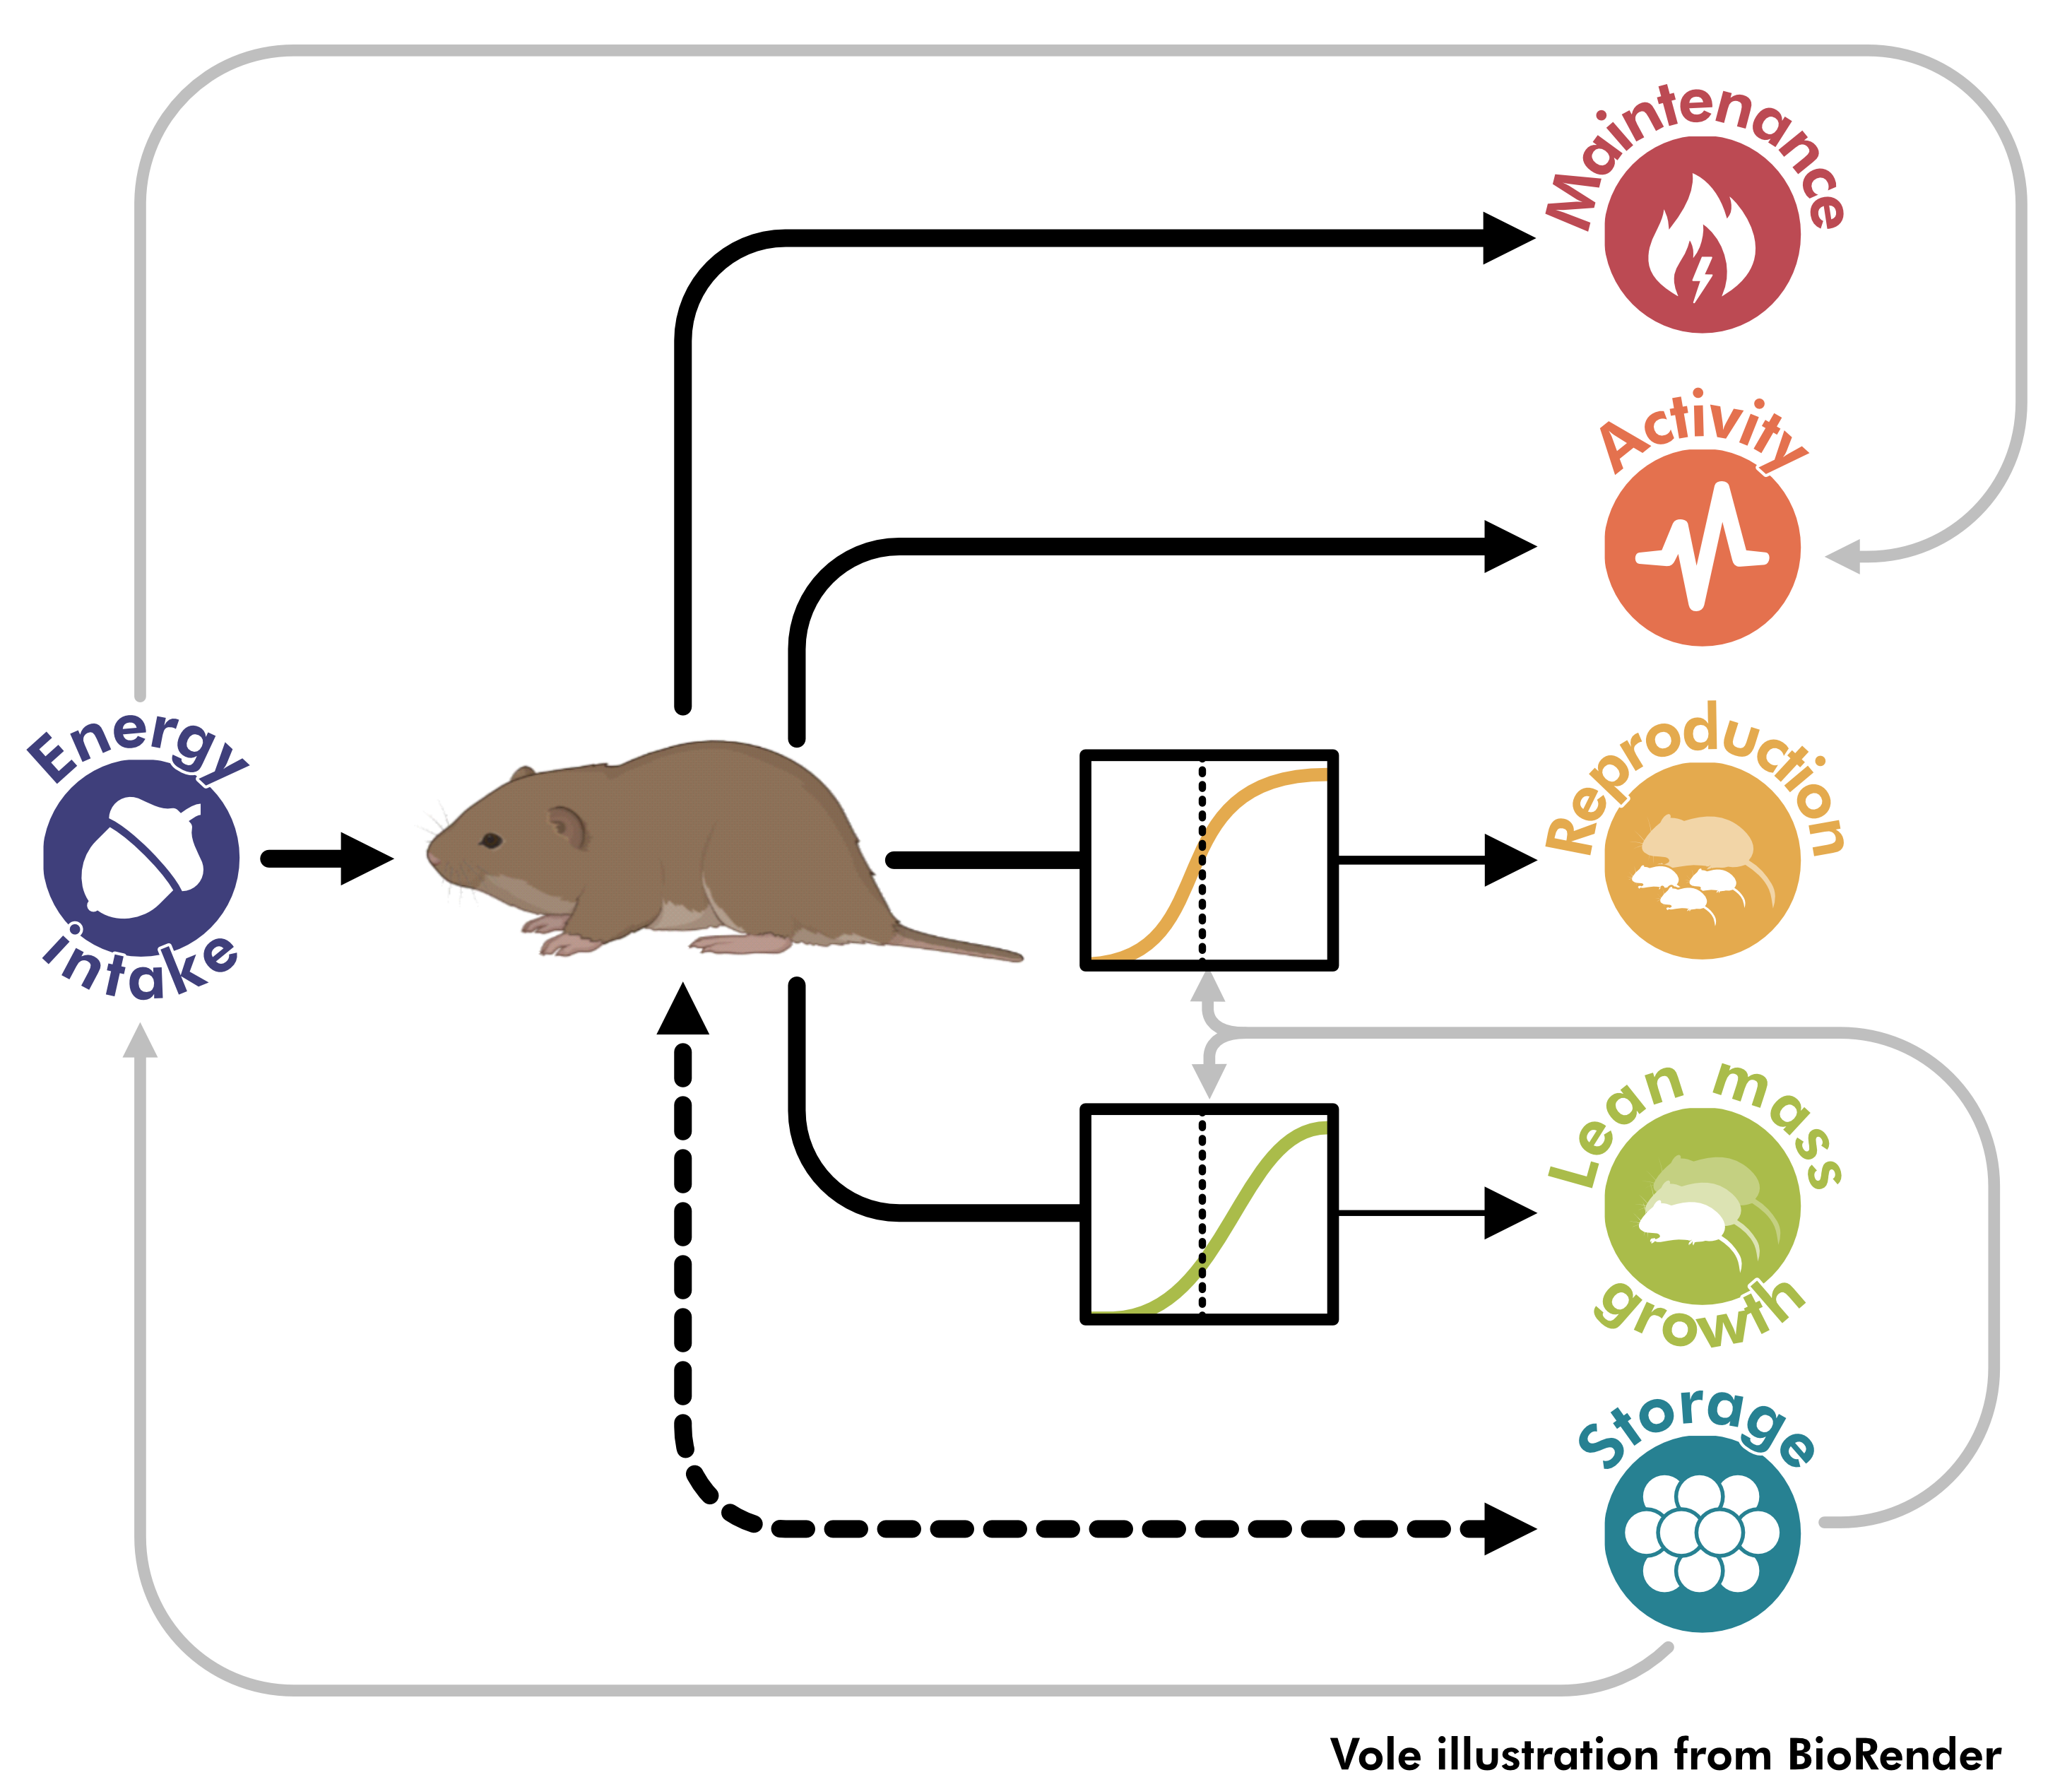 Maintenance
Activity
Energy
Intake
Reproduction
Lean mass
growth
Storage
Vole illustration from BioRender